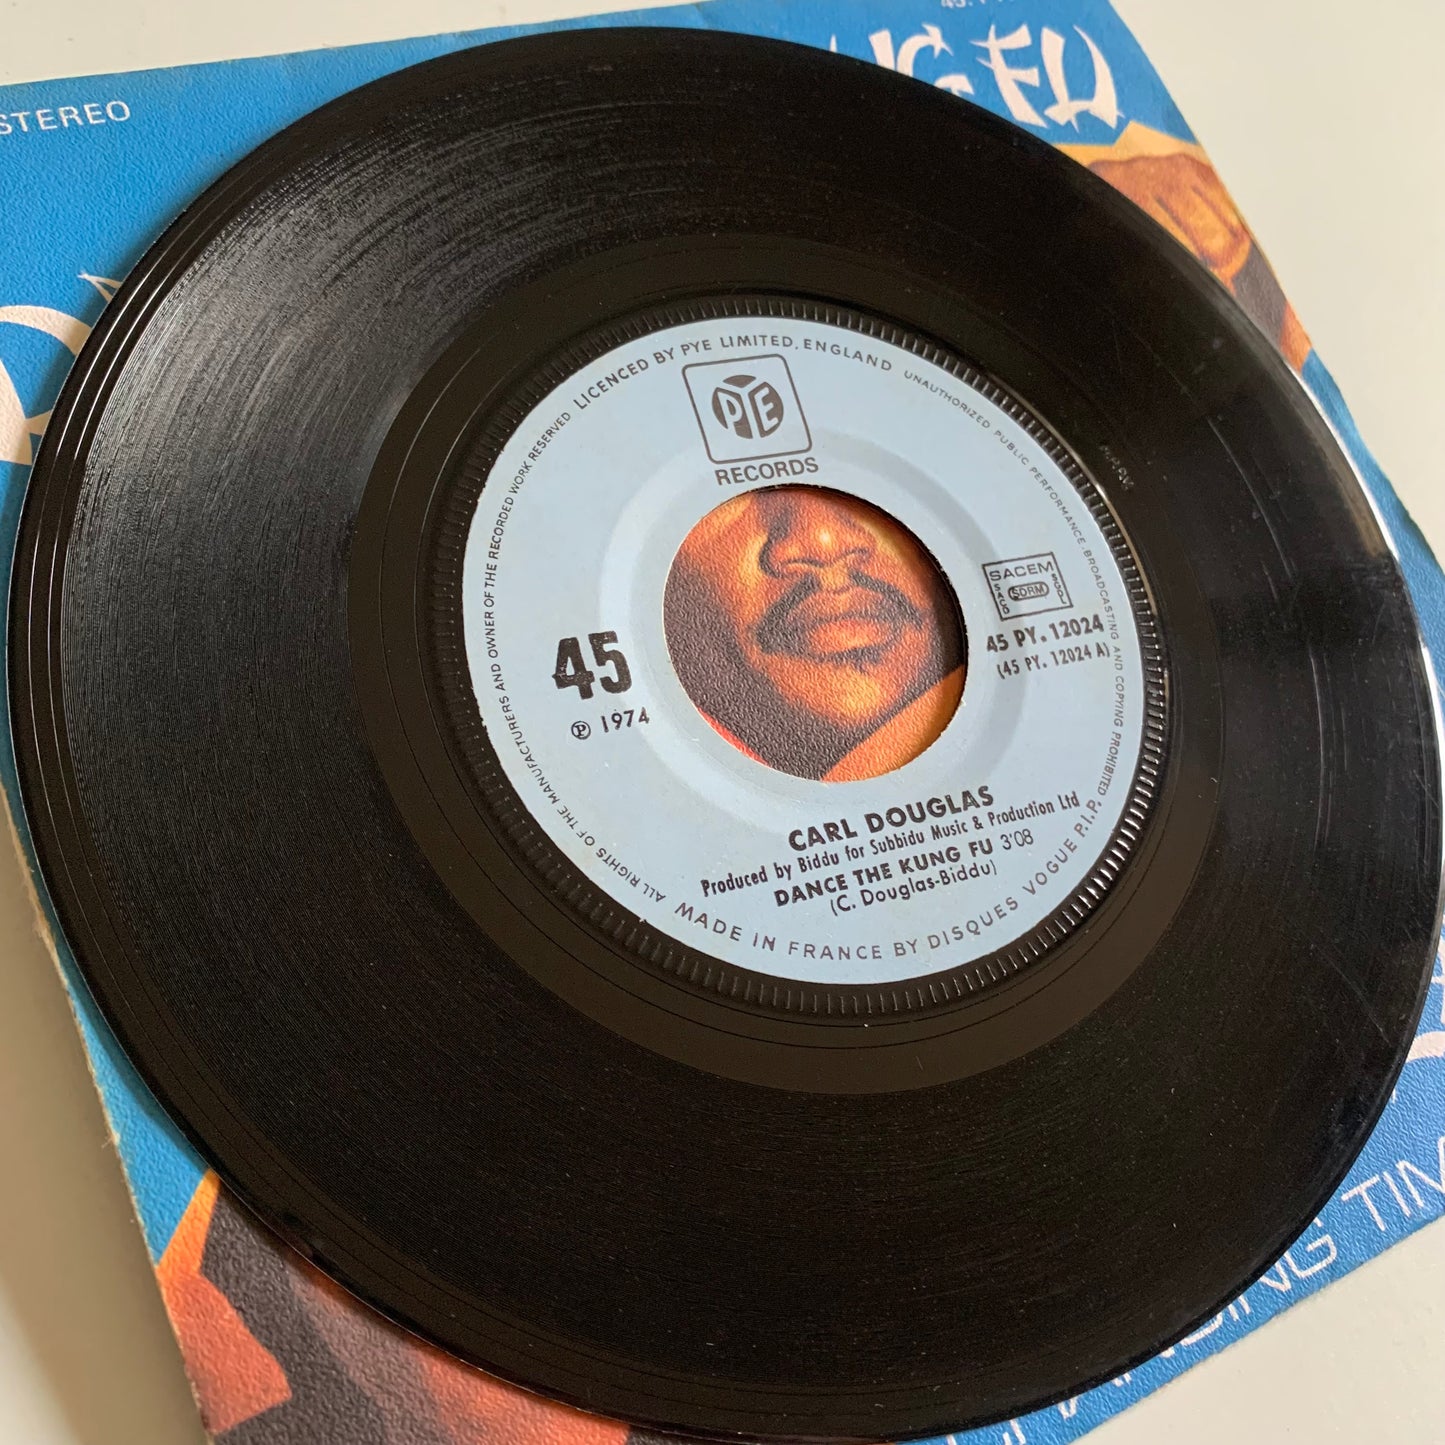 STEREO
NG FU
ALL RIGHTS OF THE MANUFACTURERS AND OWNER OF THE RECORDED WORK RESERVED
LICENCED BY PYE LIMITED, ENGLAND
UNAUTHORIZED PUBLIC PERFORMANCE - BROADCASTING AND COPYING PROHIBITED
PYE
RECORDS
SACEM
SDRM
45
℗ 1974
45 PY. 12024
(45 PY. 12024 A)
CARL DOUGLAS
Produced by Biddu for Subbidu Music & Production Ltd
DANCE THE KUNG FU 3'08
(C. Douglas-Biddu)
MADE IN FRANCE BY DISQUES VOGUE P.I.P.